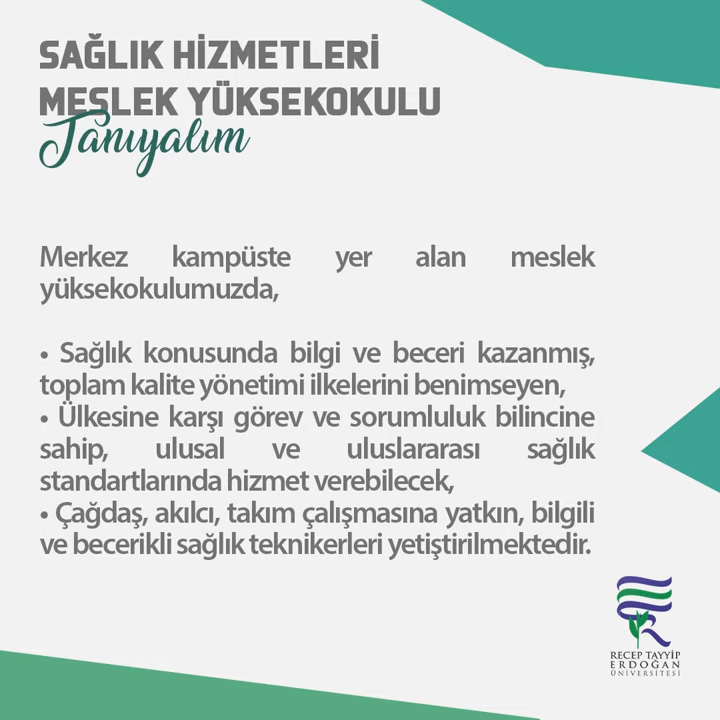 SAĞLIK HİZMETLERİ
MESLEK YÜKSEKOKULU
Tanıyalım
Merkez kampüste yer alan meslek
yüksekokulumuzda,
• Sağlık konusunda bilgi ve beceri kazanmış,
toplam kalite yönetimi ilkelerini benimseyen,
• Ülkesine karşı görev ve sorumluluk bilincine
sahip, ulusal ve uluslararası sağlık
standartlarında hizmet verebilecek,
• Çağdaş, akılcı, takım çalışmasına yatkın, bilgili
ve becerikli sağlık teknikerleri yetiştirilmektedir.
RECEP TAYYİP
ERDOĞAN
ÜNİVERSİTESİ